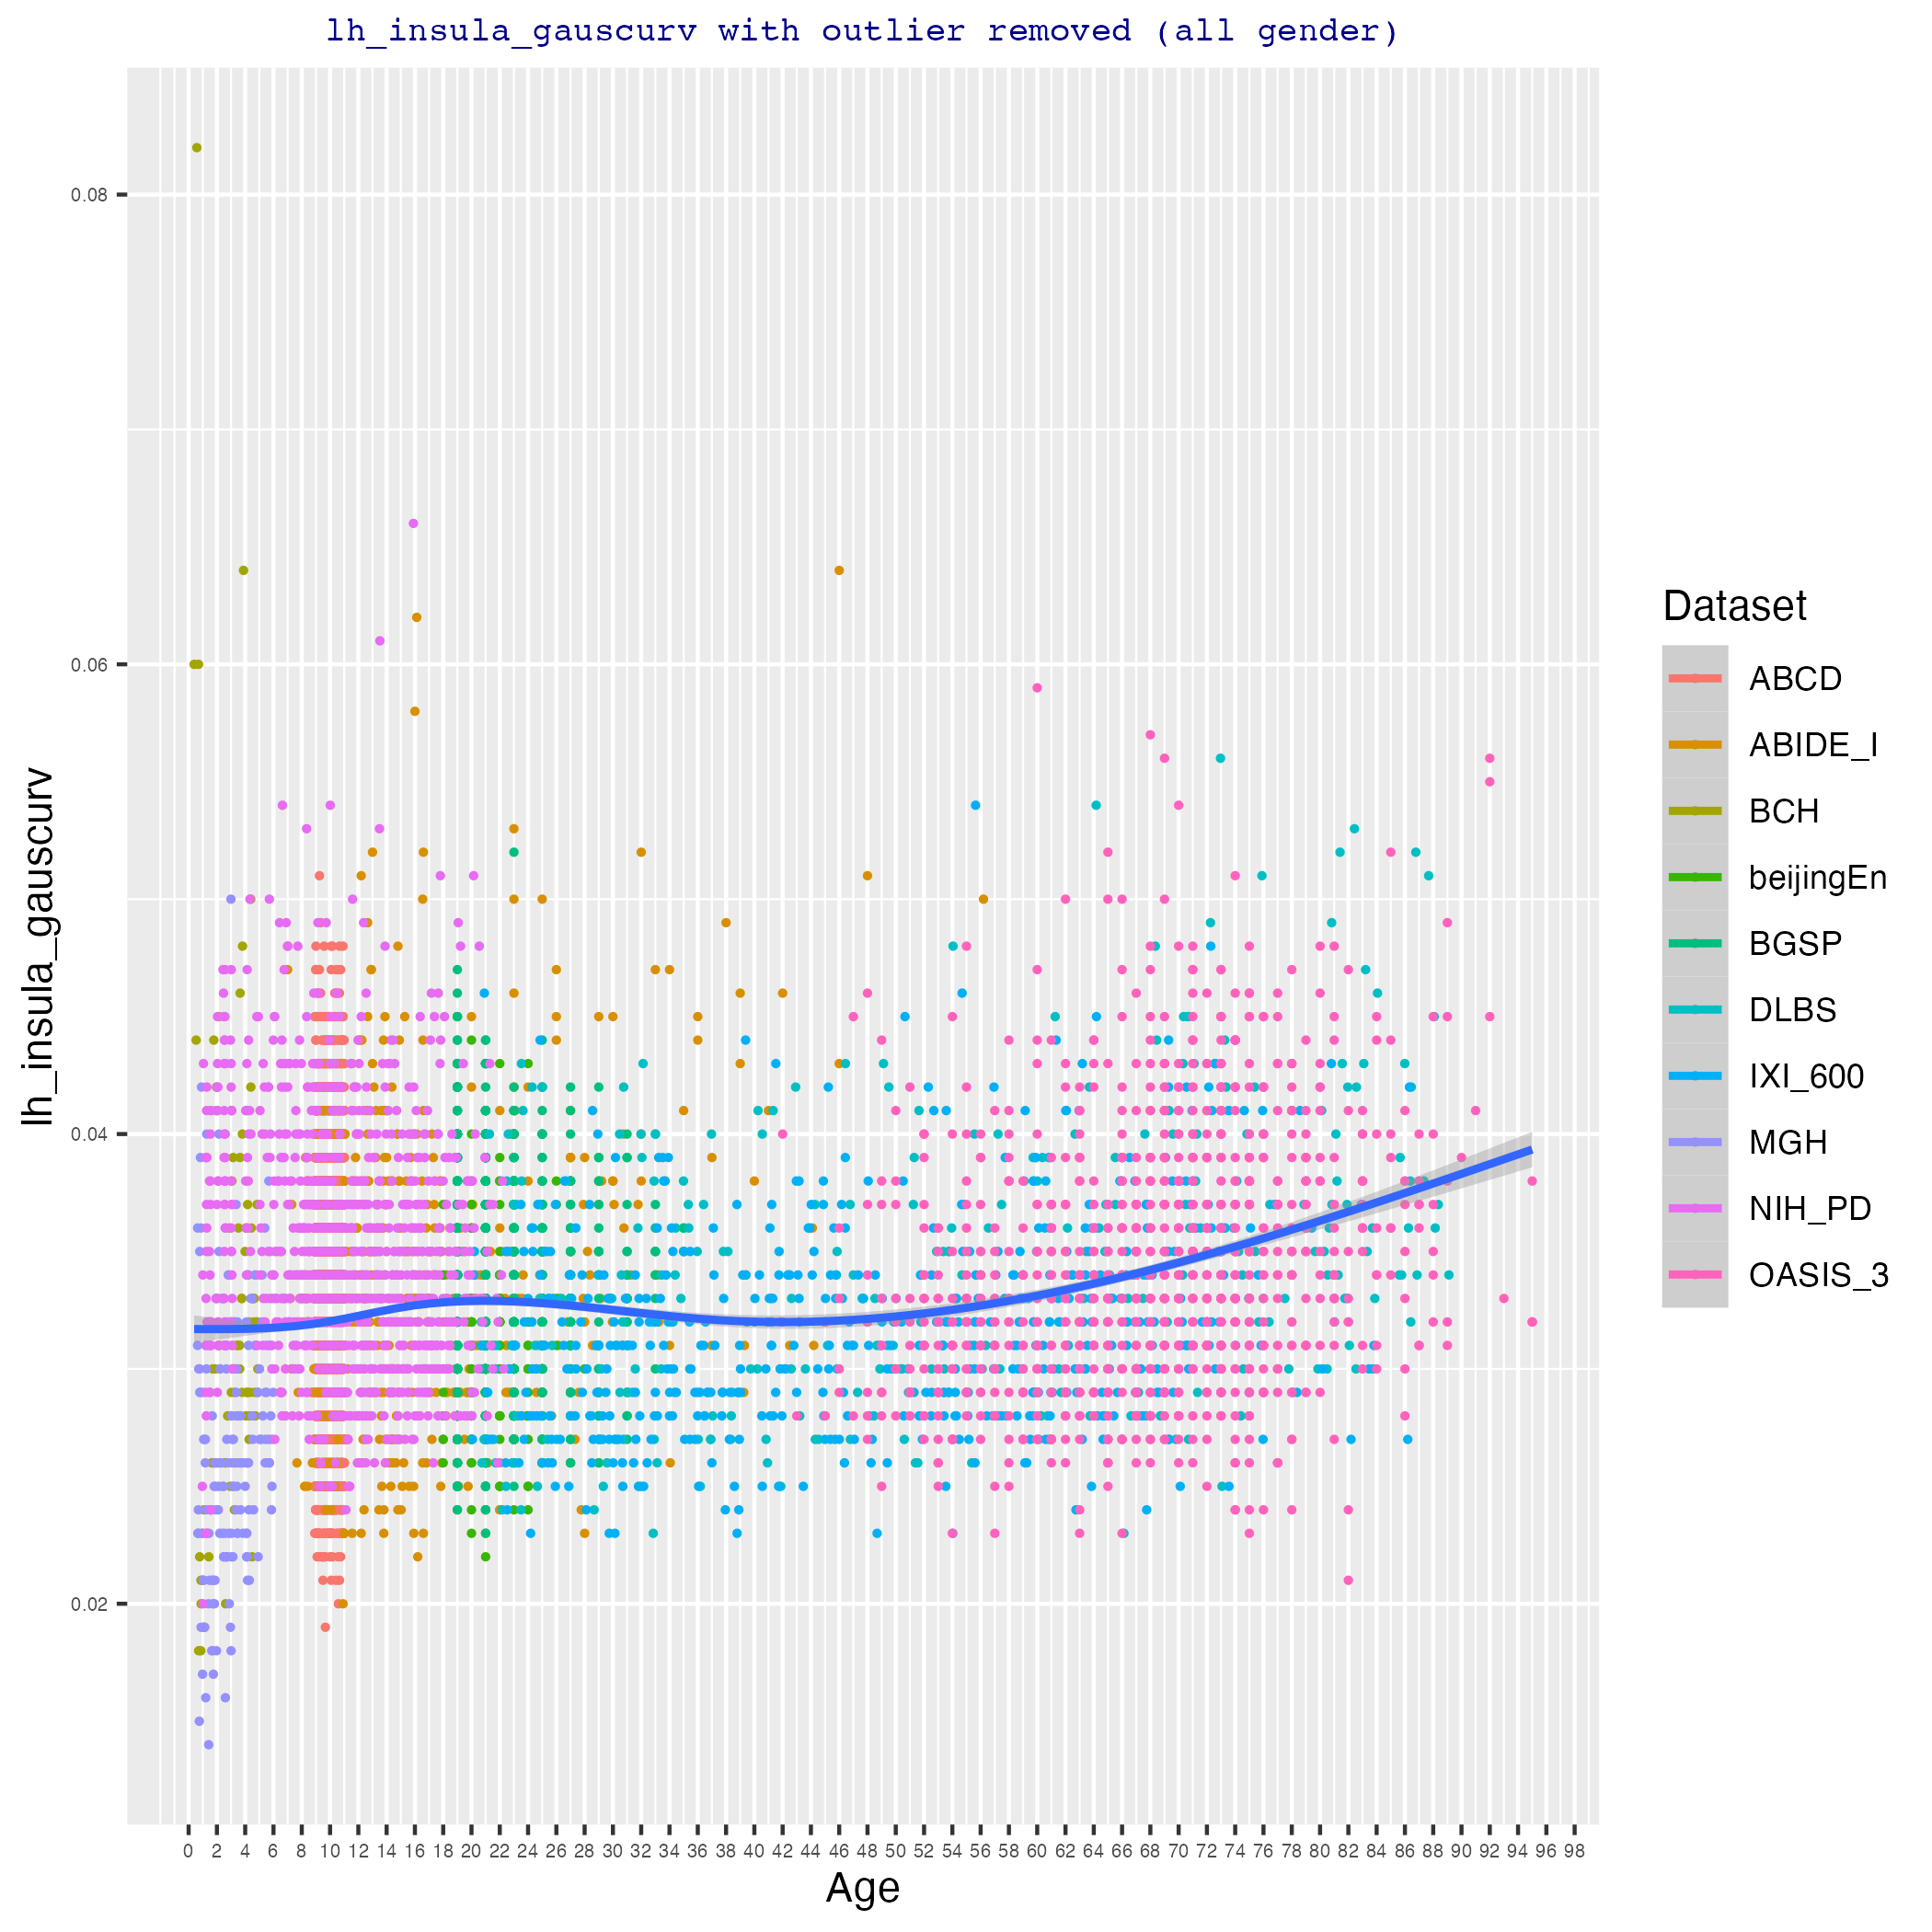 lh_insula_gauscurv with outlier removed (all gender)
lh_insula_gauscurv
0.08
0.06
0.04
0.02
0 2 4 6 8 10 12 14 16 18 20 22 24 26 28 30 32 34 36 38 40 42 44 46 48 50 52 54 56 58 60 62 64 66 68 70 72 74 76 78 80 82 84 86 88 90 92 94 96 98
Age
Dataset
ABCD
ABIDE_I
BCH
beijingEn
BGSP
DLBS
IXI_600
MGH
NIH_PD
OASIS_3